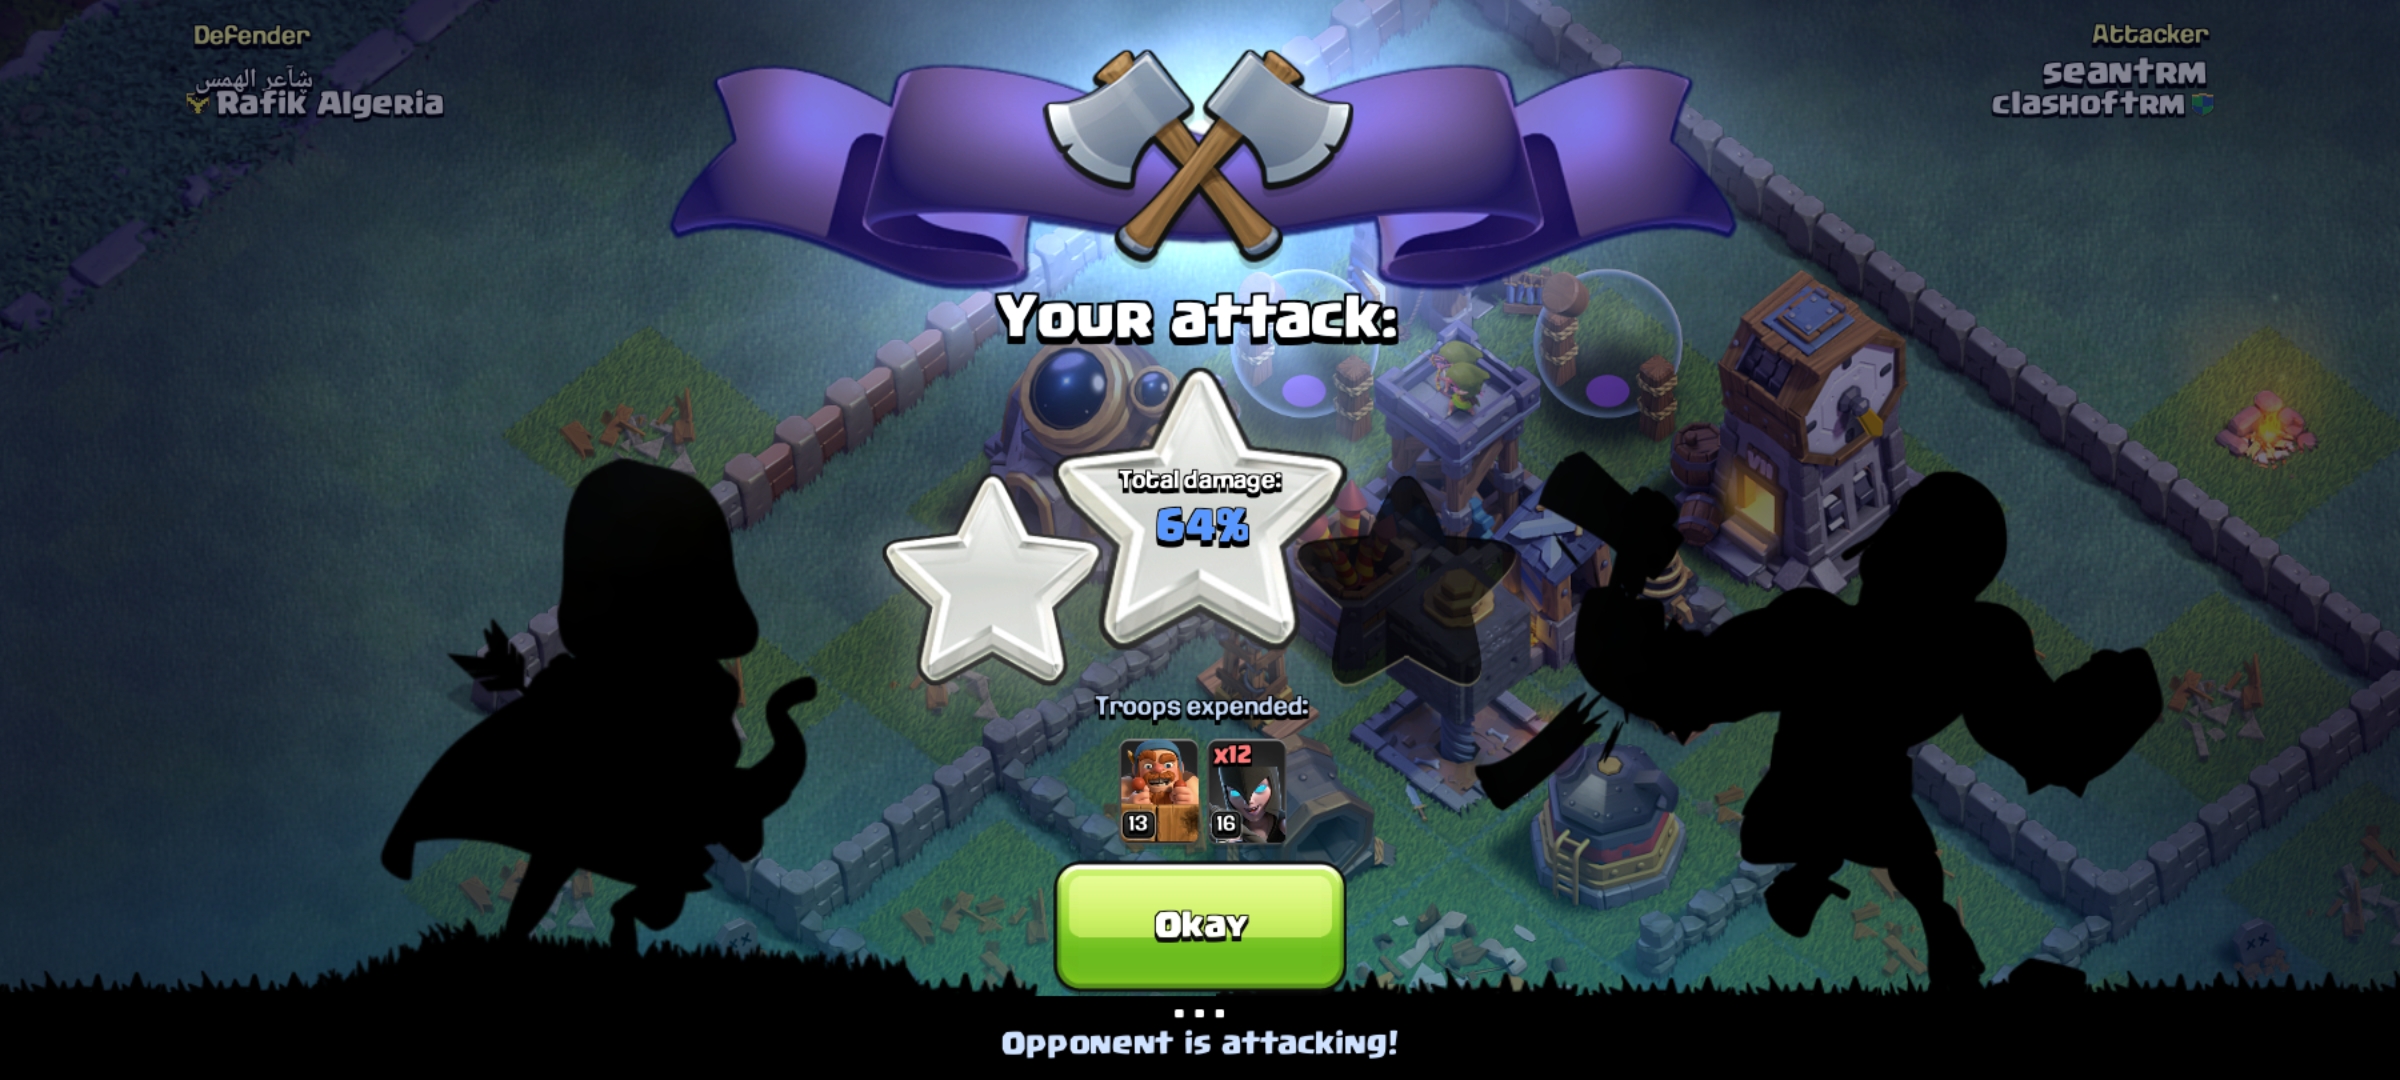 Defender
شآعر الهمس
Rafik Algeria
Attacker
seantrm
clashoftrm
Your attack:
Total damage:
64%
Troops expended:
x12
13
16
Okay
...
Opponent is attacking!